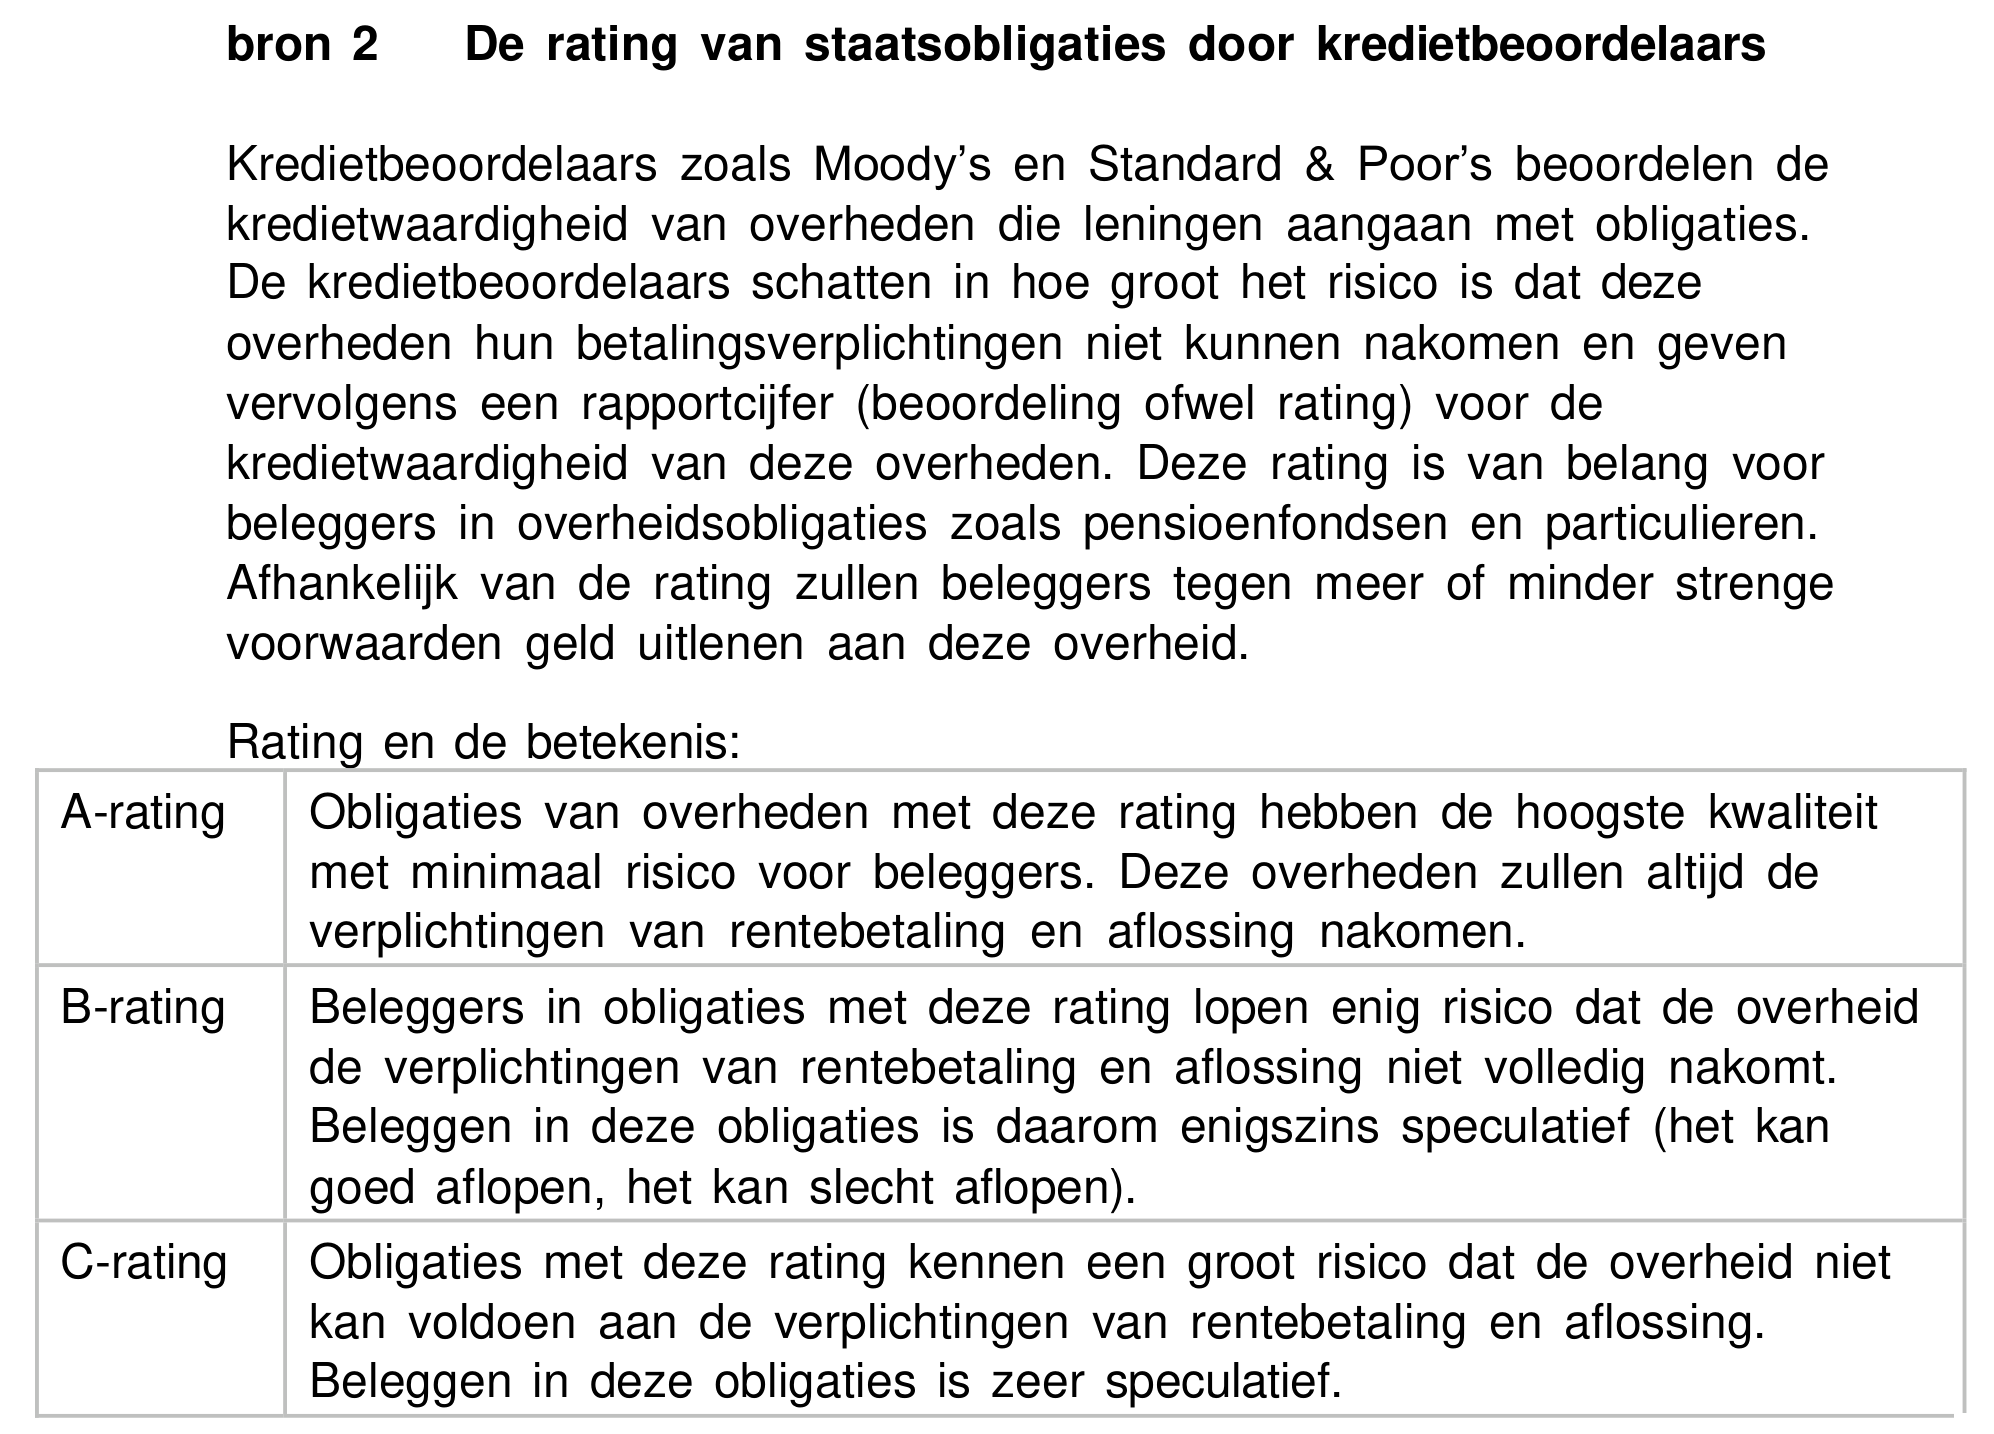 bron 2 De rating van staatsobligaties door kredietbeoordelaars
Kredietbeoordelaars zoals Moody’s en Standard & Poor’s beoordelen de
kredietwaardigheid van overheden die leningen aangaan met obligaties.
De kredietbeoordelaars schatten in hoe groot het risico is dat deze
overheden hun betalingsverplichtingen niet kunnen nakomen en geven
vervolgens een rapportcijfer (beoordeling ofwel rating) voor de
kredietwaardigheid van deze overheden. Deze rating is van belang voor
beleggers in overheidsobligaties zoals pensioenfondsen en particulieren.
Afhankelijk van de rating zullen beleggers tegen meer of minder strenge
voorwaarden geld uitlenen aan deze overheid.
Rating en de betekenis:
A-rating Obligaties van overheden met deze rating hebben de hoogste kwaliteit
met minimaal risico voor beleggers. Deze overheden zullen altijd de
verplichtingen van rentebetaling en aflossing nakomen.
B-rating Beleggers in obligaties met deze rating lopen enig risico dat de overheid
de verplichtingen van rentebetaling en aflossing niet volledig nakomt.
Beleggen in deze obligaties is daarom enigszins speculatief (het kan
goed aflopen, het kan slecht aflopen).
C-rating Obligaties met deze rating kennen een groot risico dat de overheid niet
kan voldoen aan de verplichtingen van rentebetaling en aflossing.
Beleggen in deze obligaties is zeer speculatief.